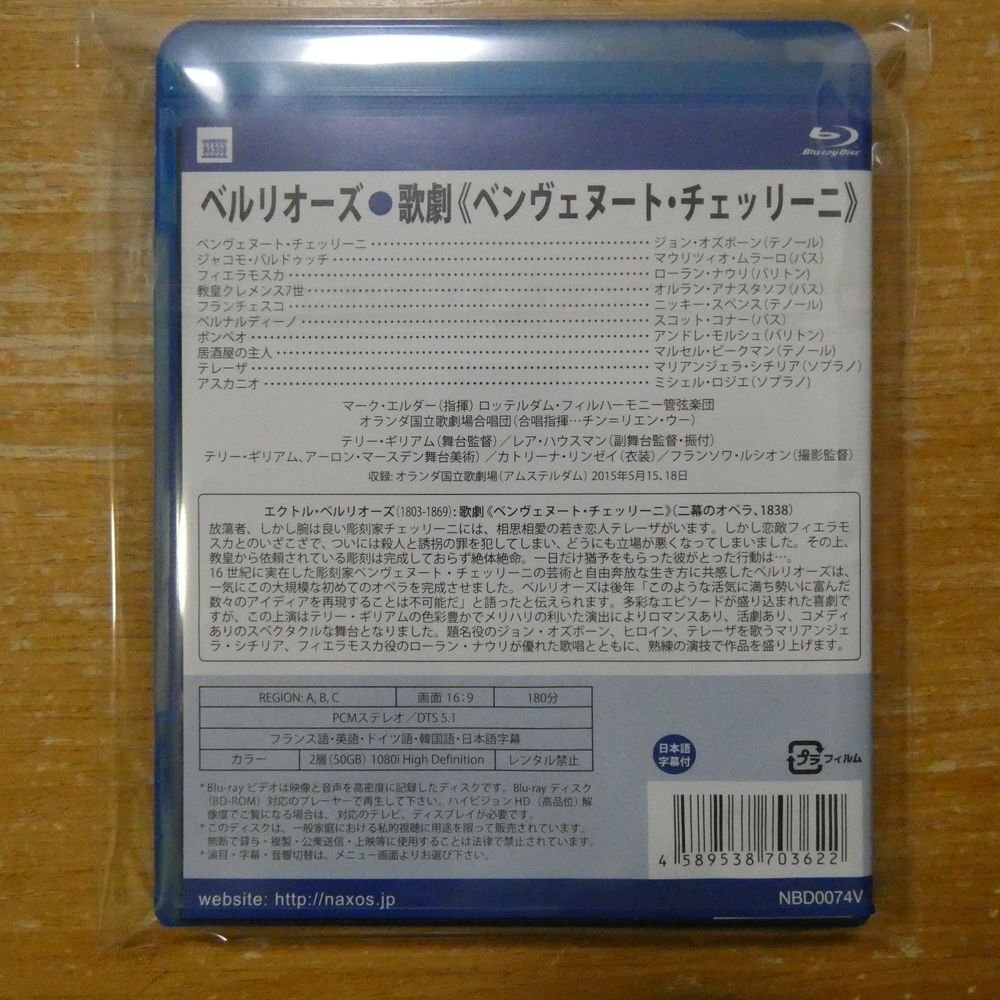 NAXOS
Blu-ray Disc
ベルリオーズ●歌劇《ベンヴェヌート・チェッリーニ》
ベンヴェヌート・チェッリーニ……ジョン・オズボーン（テノール）
ジャコモ・バルドゥッチ……マウリツィオ・ムラーロ（バス）
フィエラモスカ……ローラン・ナウリ（バリトン）
教皇クレメンス7世……オルラン・アナスタソフ（バス）
フランチェスコ……ニッキー・スペンス（テノール）
ベルナルディーノ……スコット・コナー（バス）
ポンペオ……アンドレ・モルシュ（バリトン）
居酒屋の主人……マルセル・ビークマン（テノール）
テレーザ……マリアンジェラ・シチリア（ソプラノ）
アスカニオ……ミシェル・ロジエ（ソプラノ）
マーク・エルダー（指揮） ロッテルダム・フィルハーモニー管弦楽団
オランダ国立歌劇場合唱団（合唱指揮…チン＝リエン・ウー）
テリー・ギリアム（舞台監督）／レア・ハウスマン（副舞台監督・振付）
テリー・ギリアム、アーロン・マースデン舞台美術）／カトリーナ・リンゼイ（衣装）／フランソワ・ルシオン（撮影監督）
収録: オランダ国立歌劇場（アムステルダム） 2015年5月15、18日
エクトル・ベルリオーズ（1803-1869）: 歌劇《ベンヴェヌート・チェッリーニ》（二幕のオペラ、1838）
放蕩者、しかし腕は良い彫刻家チェッリーニには、相思相愛の若き恋人テレーザがいます。しかし恋敵フィエラモ
スカとのいざこざで、ついには殺人と誘拐の罪を犯してしまい、どうにも立場が悪くなってしまいました。その上、
教皇から依頼されている彫刻は完成しておらず絶体絶命。一日だけ猶予をもらった彼がとった行動は…。
16世紀に実在した彫刻家ベンヴェヌート・チェッリーニの芸術と自由奔放な生き方に共感したベルリオーズは、
一気にこの大規模な初めてのオペラを完成させました。ベルリオーズは後年「このような活気に満ち勢いに富んだ
数々のアイディアを再現することは不可能だ」と語ったと伝えられます。多彩なエピソードが盛り込まれた喜劇で
すが、この上演はテリー・ギリアムの色彩豊かでメリハリの利いた演出によりロマンスあり、活劇あり、コメディ
ありのスペクタクルな舞台となりました。題名役のジョン・オズボーン、ヒロイン、テレーザを歌うマリアンジェ
ラ・シチリア、フィエラモスカ役のローラン・ナウリが優れた歌唱とともに、熟練の演技で作品を盛り上げます。
REGION: A, B, C 画面 16：9 180分
PCMステレオ／DTS 5.1
フランス語・英語・ドイツ語・韓国語・日本語字幕
カラー 2層（50GB）1080i High Definition レンタル禁止
日本語
字幕付
プラ フィルム
* Blu-ray ビデオは映像と音声を高密度に記録したディスクです。Blu-ray ディスク
（BD-ROM）対応のプレーヤーで再生して下さい。ハイビジョンHD（高品位）解
像度でご覧になる場合は、対応のテレビ、ディスプレイが必要です。
* このディスクは、一般家庭における私的視聴に用途を限って販売されています。
無断で貸与・複製・公衆送信・上映等に使用することは法律で禁止されています。
* 演目・字幕・音響切替は、メニュー画面よりお選び下さい。
4 589538 703622
website: http://naxos.jp NBD0074V